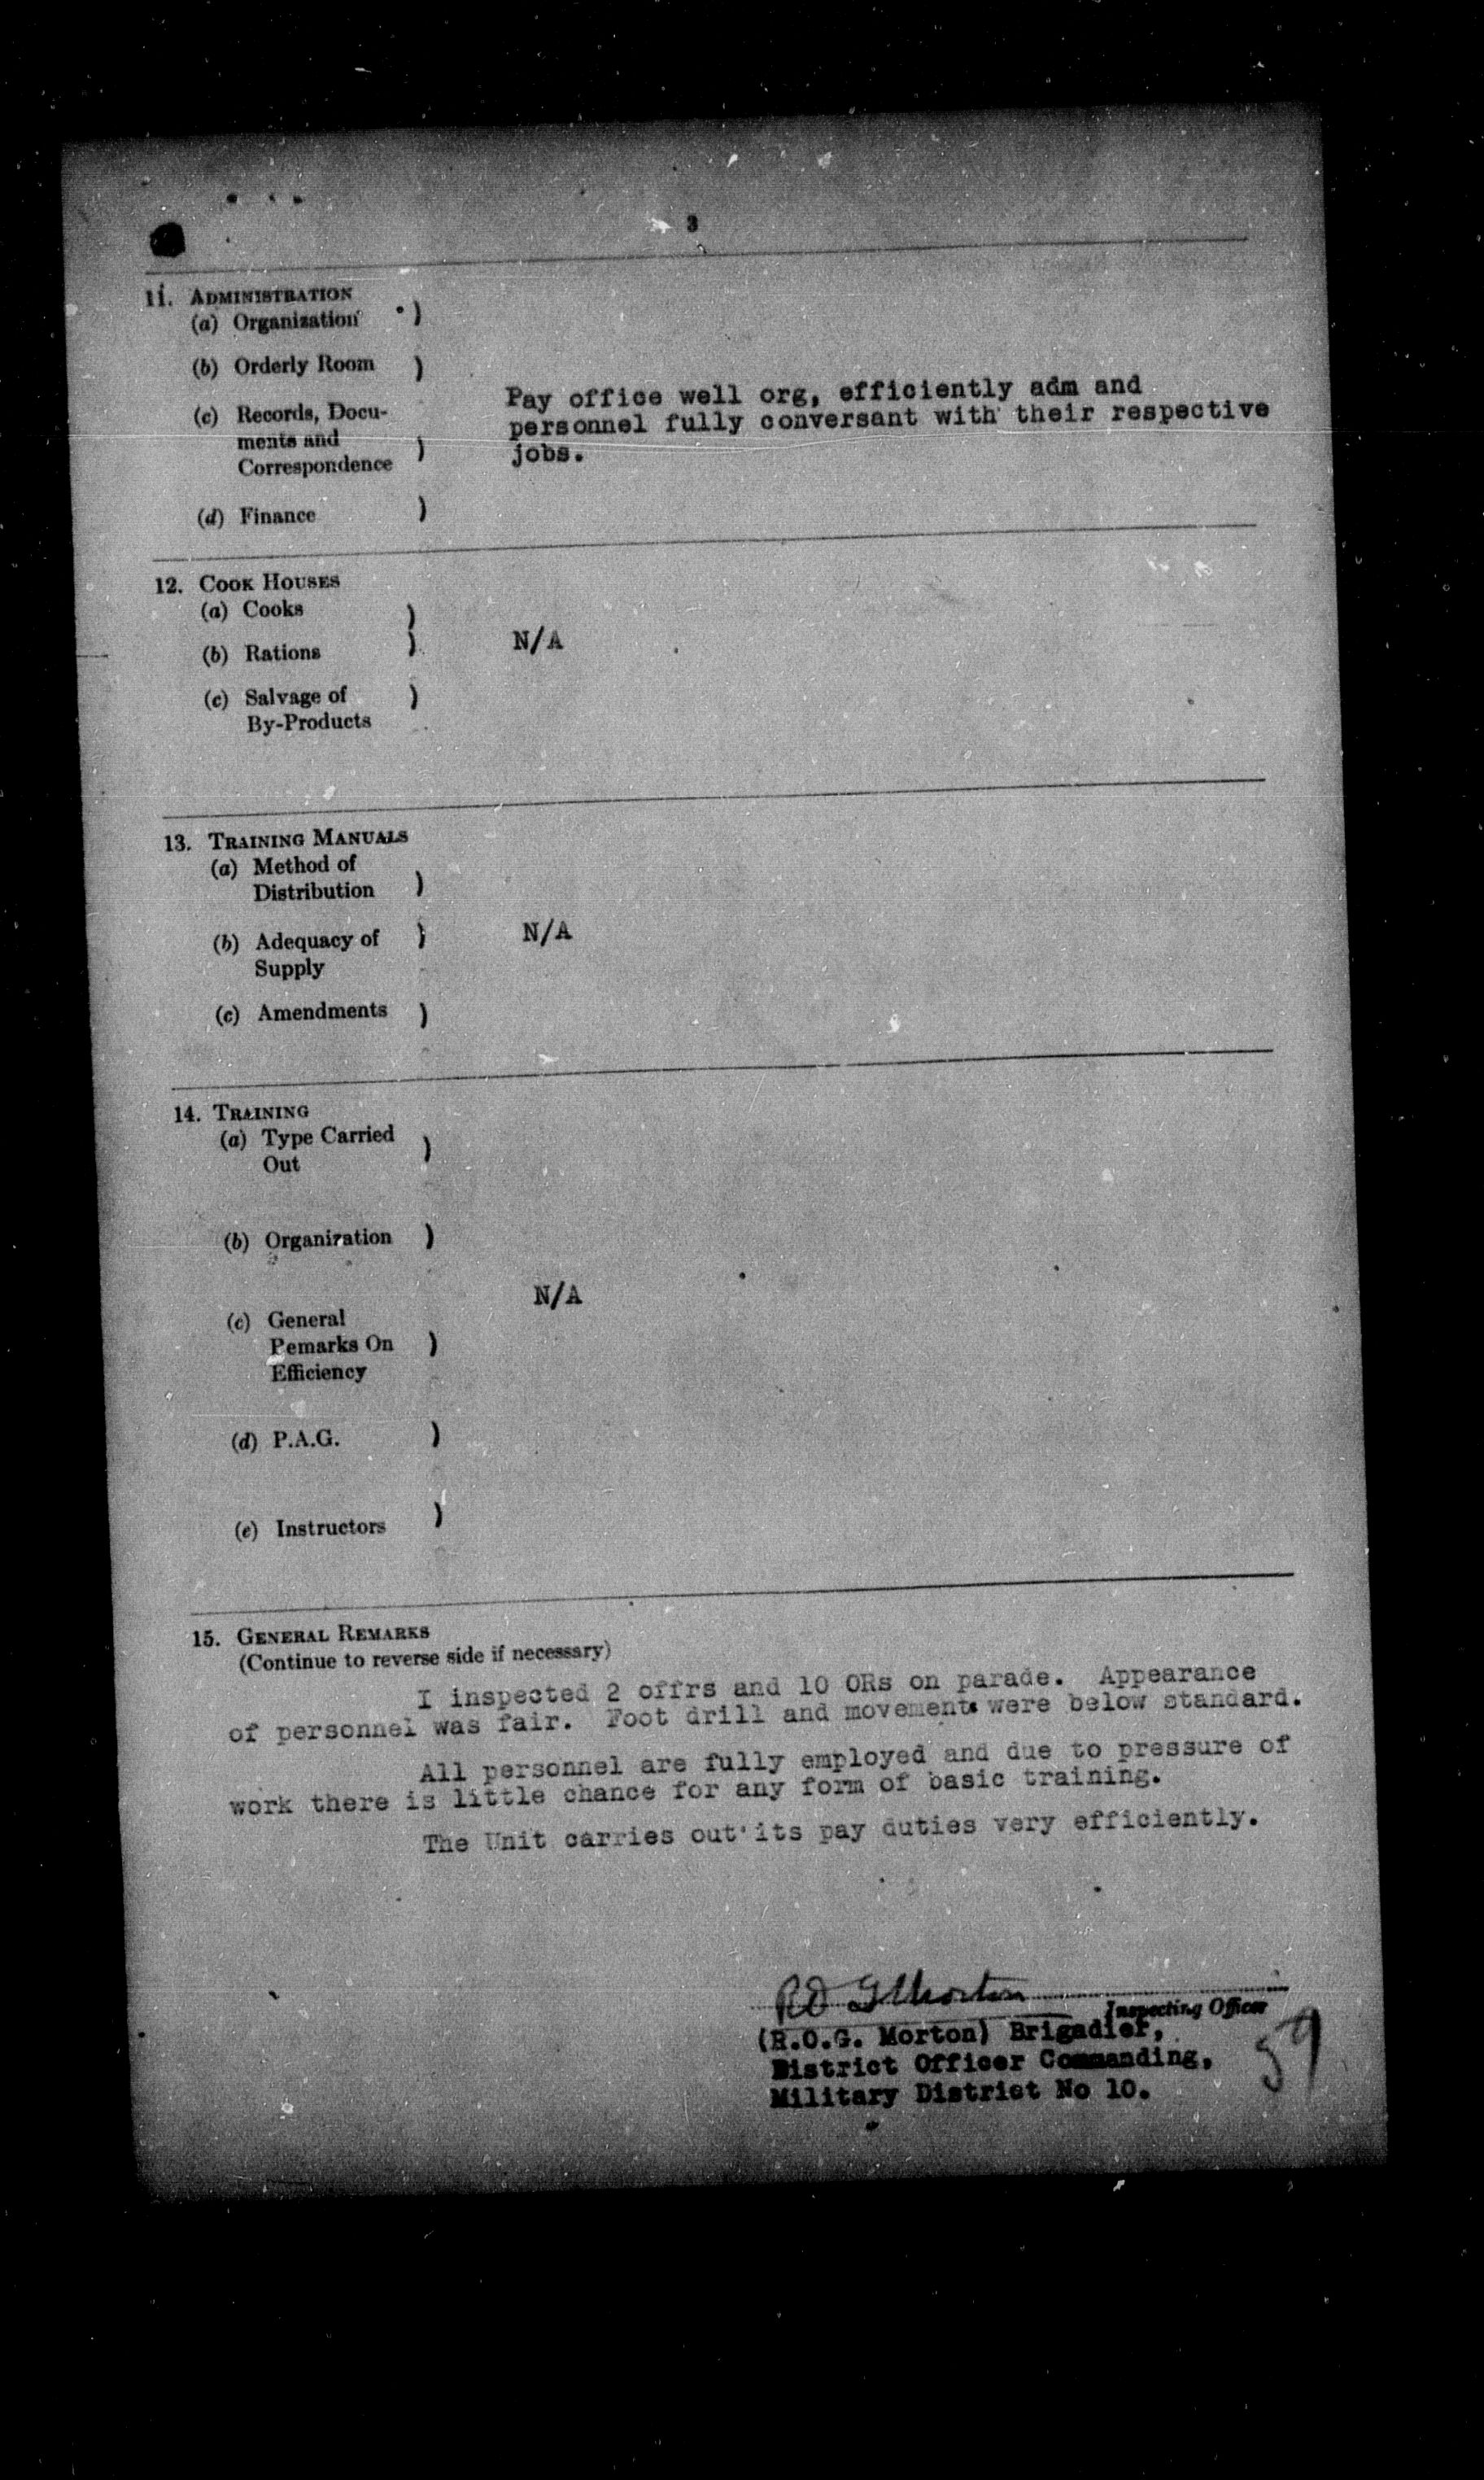 3
11. ADMINISTRATION
(a) Organization )
(b) Orderly Room )
(c) Records, Docu-
ments and
Correspondence )
Pay office well org, efficiently adm and
personnel fully conversant with their respective
jobs.
(d) Finance )
12. COOK HOUSES
(a) Cooks )
(b) Rations )
N/A
(c) Salvage of )
By-Products
13. TRAINING MANUALS
(a) Method of
Distribution )
(b) Adequacy of )
Supply
N/A
(c) Amendments )
14. TRAINING
(a) Type Carried )
Out
(b) Organization )
N/A
(c) General
Remarks On )
Efficiency
(d) P.A.G. )
(e) Instructors )
15. GENERAL REMARKS
(Continue to reverse side if necessary)
I inspected 2 offrs and 10 ORs on parade. Appearance
of personnel was fair. Foot drill and movements were below standard.
All personnel are fully employed and due to pressure of
work there is little chance for any form of basic training.
The Unit carries out its pay duties very efficiently.
R O G Morton
Inspecting Officer
(R.O.G. Morton) Brigadier,
District Officer Commanding,
Military District No 10.
59